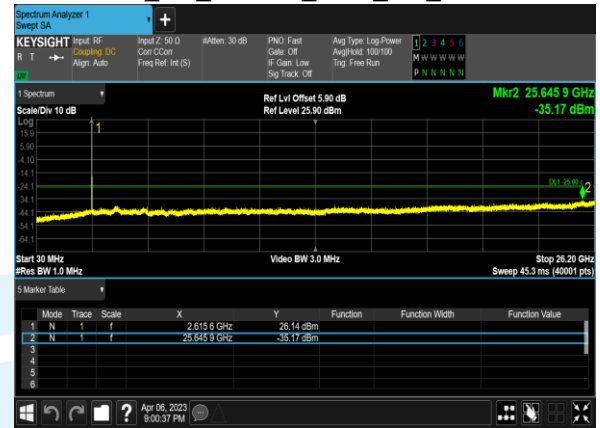 Spectrum Analyzer 1
Swept SA
+
KEYSIGHT Input: RF Input Z: 50 Ω #Atten: 30 dB PNO: Fast Avg Type: Log-Power 1 2 3 4 5 6
R T Coupling: DC Corr CCorr Gate: Off Avg|Hold: 100/100 M W W W W W
Align: Auto Freq Ref: Int (S) IF Gain: Low Trig: Free Run
Sig Track: Off P N N N N N
LV
1 Spectrum
Ref Lvl Offset 5.90 dB Mkr2 25.645 9 GHz
Scale/Div 10 dB Ref Level 25.90 dBm -35.17 dBm
Log
15.9
5.90
-4.10
-14.1
-24.1
-34.1
-44.1
-54.1
-64.1
1
DL1 -25.00
2
Start 30 MHz Video BW 3.0 MHz Stop 26.20 GHz
#Res BW 1.0 MHz Sweep 45.3 ms (40001 pts)
5 Marker Table
Mode Trace Scale X Y Function Function Width Function Value
1 N 1 f 2.615 6 GHz 26.14 dBm
2 N 1 f 25.645 9 GHz -35.17 dBm
3
4
5
6
? Apr 06, 2023
9:00:37 PM